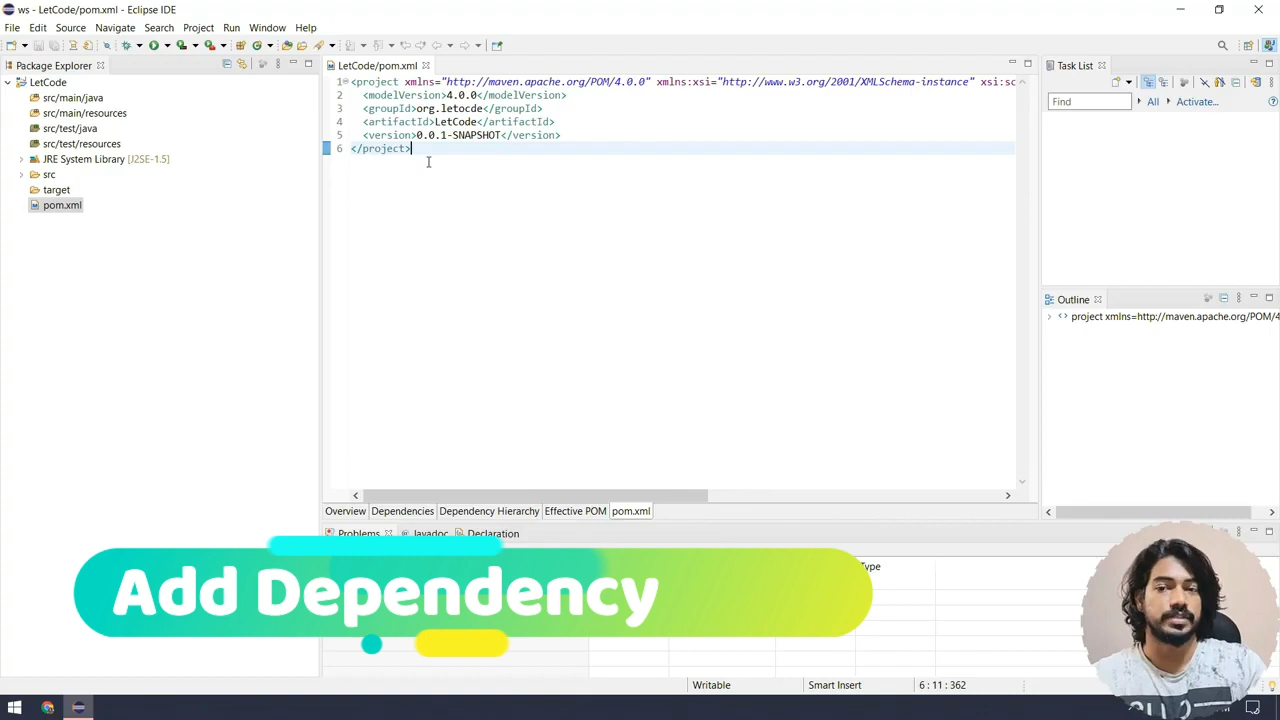 ws - LetCode/pom.xml - Eclipse IDE
File Edit Source Navigate Search Project Run Window Help
Package Explorer
LetCode
src/main/java
src/main/resources
src/test/java
src/test/resources
JRE System Library [J2SE-1.5]
src
target
pom.xml
LetCode/pom.xml
1 <project xmlns="http://maven.apache.org/POM/4.0.0" xmlns:xsi="http://www.w3.org/2001/XMLSchema-instance" xsi:sc
2 <modelVersion>4.0.0</modelVersion>
3 <groupId>org.letocde</groupId>
4 <artifactId>LetCode</artifactId>
5 <version>0.0.1-SNAPSHOT</version>
6 </project>
Overview Dependencies Dependency Hierarchy Effective POM pom.xml
Task List
Find All Activate...
Outline
project xmlns=http://maven.apache.org/POM/4
Problems Javadoc Declaration
Type
Add Dependency
Writable Smart Insert 6 : 11 : 362